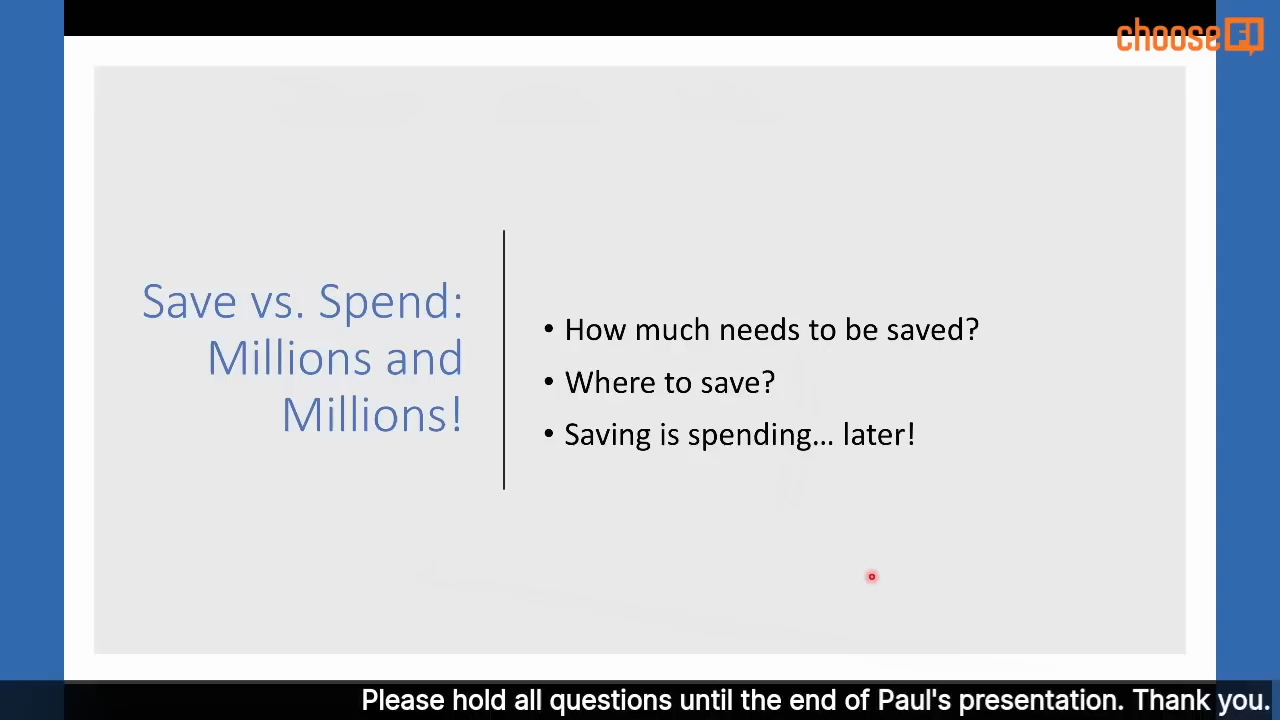 chooseFI
Save vs. Spend:
Millions and
Millions!
• How much needs to be saved?
• Where to save?
• Saving is spending... later!
Please hold all questions until the end of Paul's presentation. Thank you.